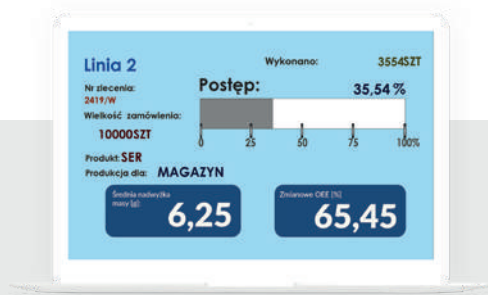 Linia 2
Wykonano: 3554SZT
Nr zlecenia:
2419/W
Postęp: 35,54 %
Wielkość zamówienia:
10000SZT
0 25 50 75 100%
Produkt: SER
Produkcja dla: MAGAZYN
Średnia nadwyżka
masy [g]:
6,25
Zmianowe OEE [%]
65,45